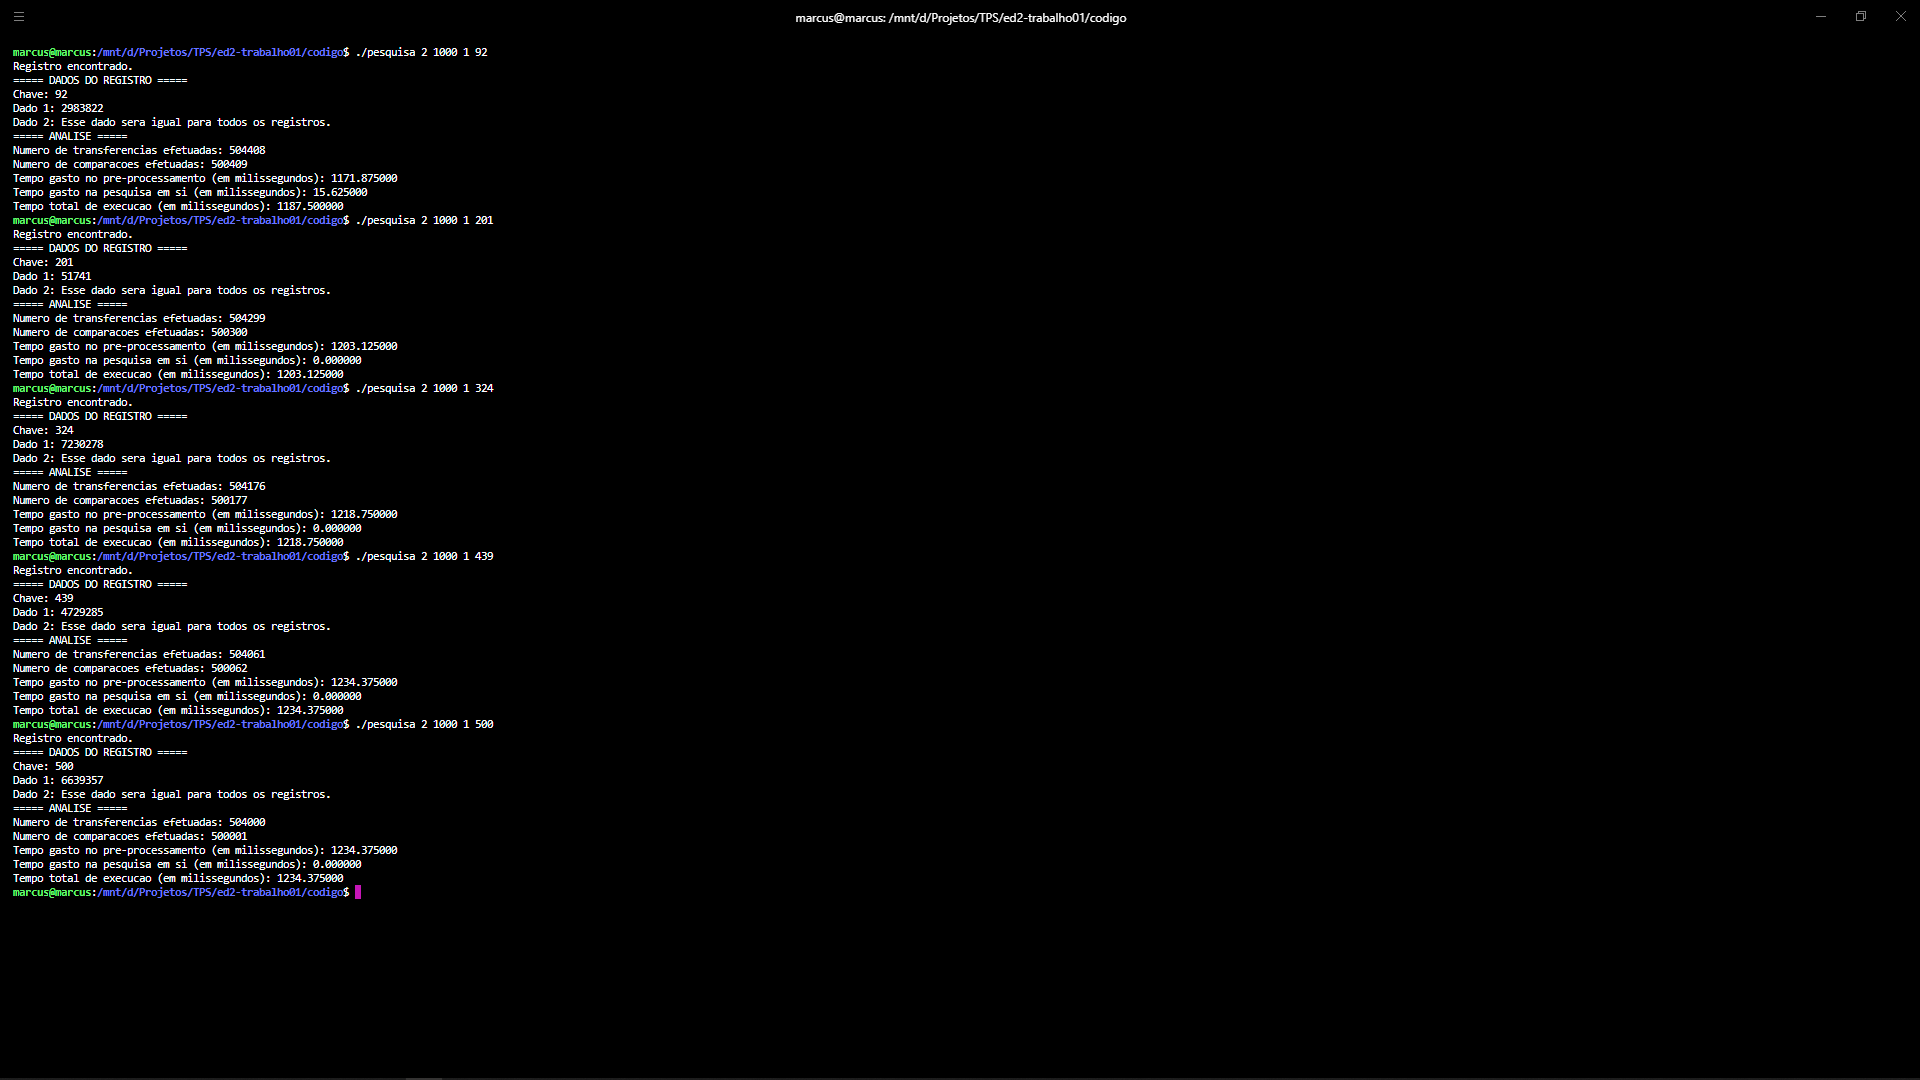 marcus@marcus: /mnt/d/Projetos/TPS/ed2-trabalho01/codigo
marcus@marcus:/mnt/d/Projetos/TPS/ed2-trabalho01/codigo$ ./pesquisa 2 1000 1 92
Registro encontrado.
===== DADOS DO REGISTRO =====
Chave: 92
Dado 1: 2983822
Dado 2: Esse dado sera igual para todos os registros.
===== ANALISE =====
Numero de transferencias efetuadas: 504408
Numero de comparacoes efetuadas: 500409
Tempo gasto no pre-processamento (em milissegundos): 1171.875000
Tempo gasto na pesquisa em si (em milissegundos): 15.625000
Tempo total de execucao (em milissegundos): 1187.500000
marcus@marcus:/mnt/d/Projetos/TPS/ed2-trabalho01/codigo$ ./pesquisa 2 1000 1 201
Registro encontrado.
===== DADOS DO REGISTRO =====
Chave: 201
Dado 1: 51741
Dado 2: Esse dado sera igual para todos os registros.
===== ANALISE =====
Numero de transferencias efetuadas: 504299
Numero de comparacoes efetuadas: 500300
Tempo gasto no pre-processamento (em milissegundos): 1203.125000
Tempo gasto na pesquisa em si (em milissegundos): 0.000000
Tempo total de execucao (em milissegundos): 1203.125000
marcus@marcus:/mnt/d/Projetos/TPS/ed2-trabalho01/codigo$ ./pesquisa 2 1000 1 324
Registro encontrado.
===== DADOS DO REGISTRO =====
Chave: 324
Dado 1: 7230278
Dado 2: Esse dado sera igual para todos os registros.
===== ANALISE =====
Numero de transferencias efetuadas: 504176
Numero de comparacoes efetuadas: 500177
Tempo gasto no pre-processamento (em milissegundos): 1218.750000
Tempo gasto na pesquisa em si (em milissegundos): 0.000000
Tempo total de execucao (em milissegundos): 1218.750000
marcus@marcus:/mnt/d/Projetos/TPS/ed2-trabalho01/codigo$ ./pesquisa 2 1000 1 439
Registro encontrado.
===== DADOS DO REGISTRO =====
Chave: 439
Dado 1: 4729285
Dado 2: Esse dado sera igual para todos os registros.
===== ANALISE =====
Numero de transferencias efetuadas: 504061
Numero de comparacoes efetuadas: 500062
Tempo gasto no pre-processamento (em milissegundos): 1234.375000
Tempo gasto na pesquisa em si (em milissegundos): 0.000000
Tempo total de execucao (em milissegundos): 1234.375000
marcus@marcus:/mnt/d/Projetos/TPS/ed2-trabalho01/codigo$ ./pesquisa 2 1000 1 500
Registro encontrado.
===== DADOS DO REGISTRO =====
Chave: 500
Dado 1: 6639357
Dado 2: Esse dado sera igual para todos os registros.
===== ANALISE =====
Numero de transferencias efetuadas: 504000
Numero de comparacoes efetuadas: 500001
Tempo gasto no pre-processamento (em milissegundos): 1234.375000
Tempo gasto na pesquisa em si (em milissegundos): 0.000000
Tempo total de execucao (em milissegundos): 1234.375000
marcus@marcus:/mnt/d/Projetos/TPS/ed2-trabalho01/codigo$